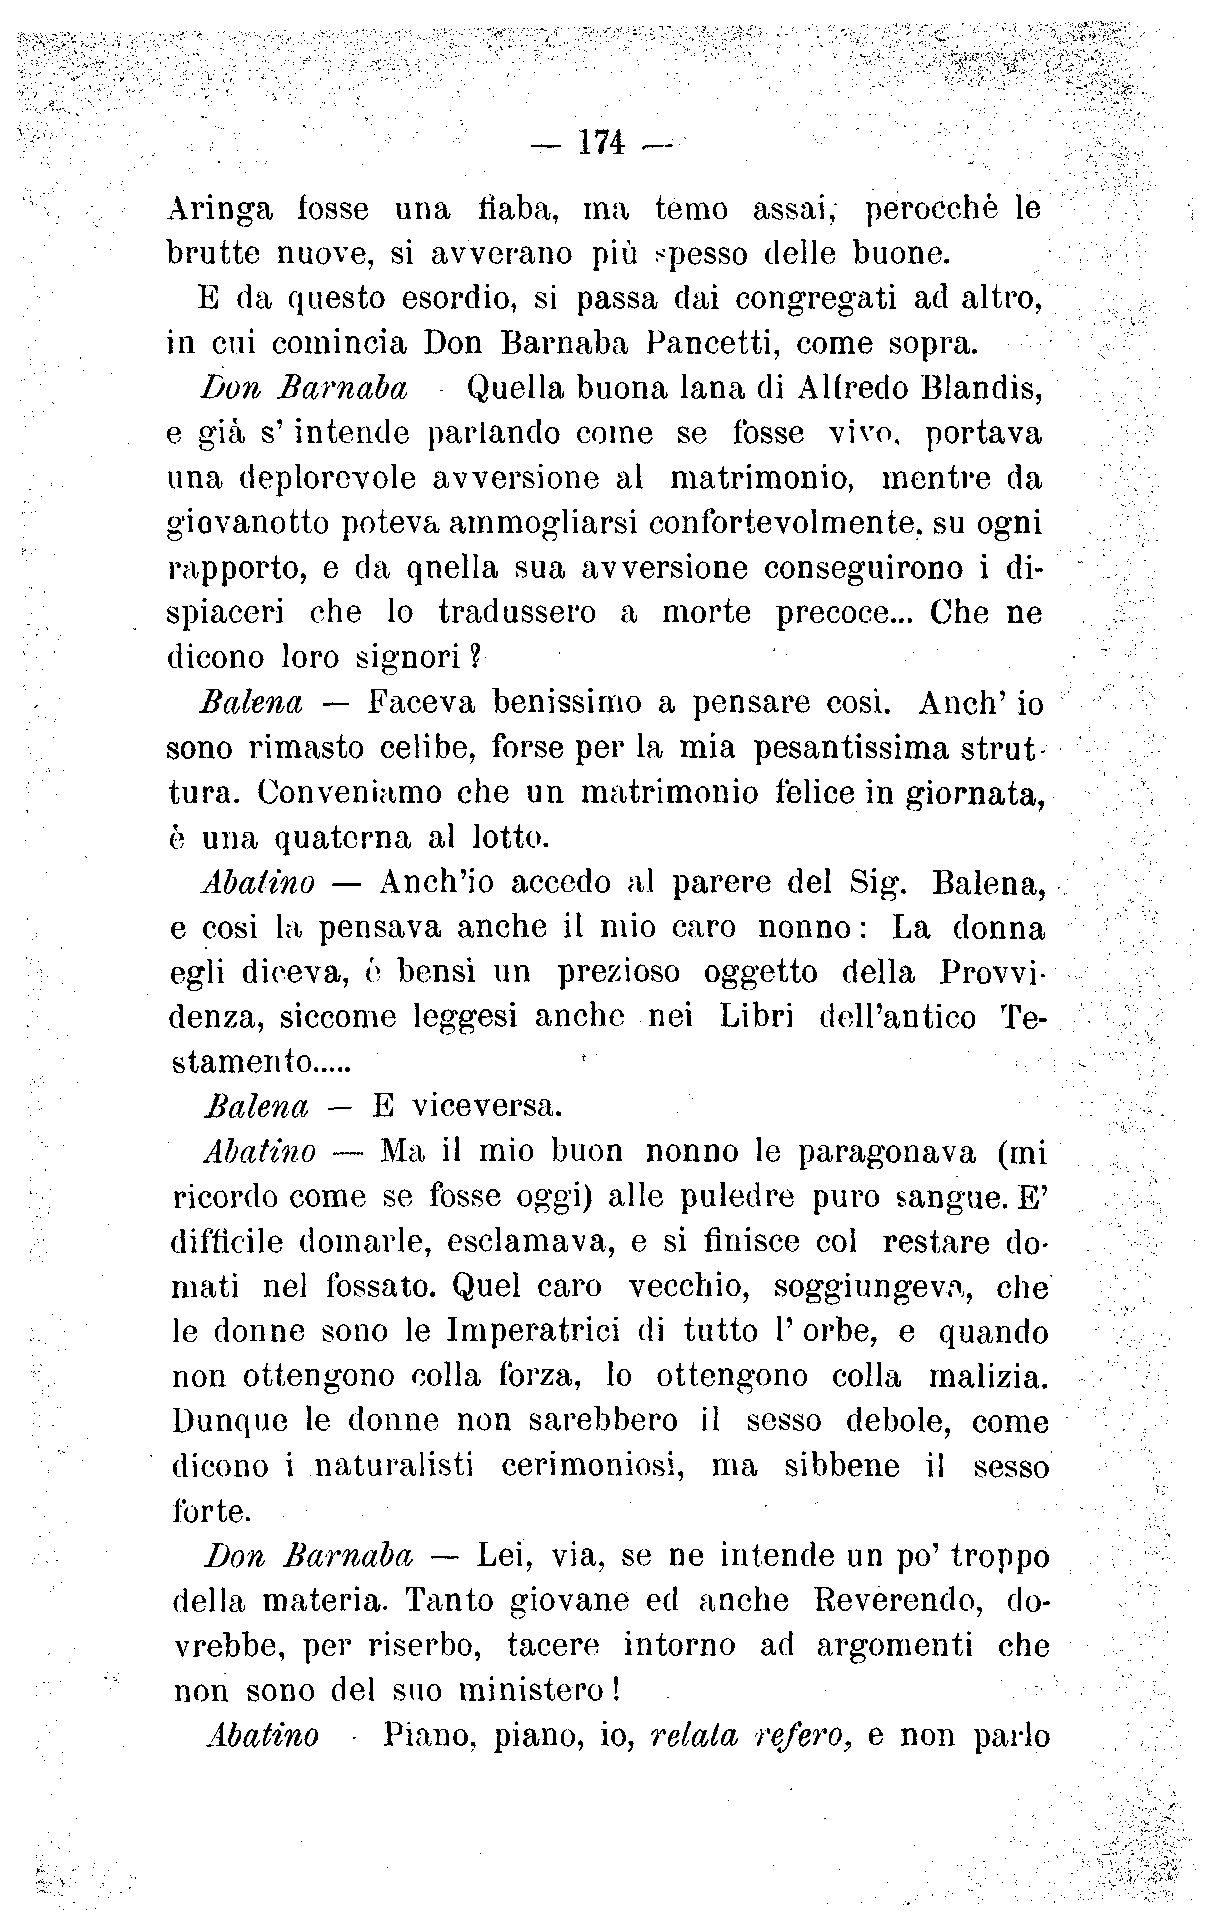 — 174 —
Aringa fosse una fiaba, ma temo assai, perocchè le
brutte nuove, si avverano più spesso delle buone.
E da questo esordio, si passa dai congregati ad altro,
in cui comincia Don Barnaba Pancetti, come sopra.
Don Barnaba - Quella buona lana di Alfredo Blandis,
e già s' intende parlando come se fosse vivo, portava
una deplorevole avversione al matrimonio, mentre da
giovanotto poteva ammogliarsi confortevolmente, su ogni
rapporto, e da qnella sua avversione conseguirono i di-
spiaceri che lo tradussero a morte precoce... Che ne
dicono loro signori ?
Balena — Faceva benissimo a pensare così. Anch' io
sono rimasto celibe, forse per la mia pesantissima strut-
tura. Conveniamo che un matrimonio felice in giornata,
è una quaterna al lotto.
Abatino — Anch'io accedo al parere del Sig. Balena,
e così la pensava anche il mio caro nonno : La donna
egli diceva, è bensì un prezioso oggetto della Provvi-
denza, siccome leggesi anche nei Libri dell'antico Te-
stamento.....
Balena — E viceversa.
Abatino — Ma il mio buon nonno le paragonava (mi
ricordo come se fosse oggi) alle puledre puro sangue. E'
difficile domarle, esclamava, e si finisce col restare do-
mati nel fossato. Quel caro vecchio, soggiungeva, che
le donne sono le Imperatrici di tutto l' orbe, e quando
non ottengono colla forza, lo ottengono colla malizia.
Dunque le donne non sarebbero il sesso debole, come
dicono i naturalisti cerimoniosi, ma sibbene il sesso
forte.
Don Barnaba — Lei, via, se ne intende un po' troppo
della materia. Tanto giovane ed anche Reverendo, do-
vrebbe, per riserbo, tacere intorno ad argomenti che
non sono del suo ministero !
Abatino - Piano, piano, io, relata refero, e non parlo